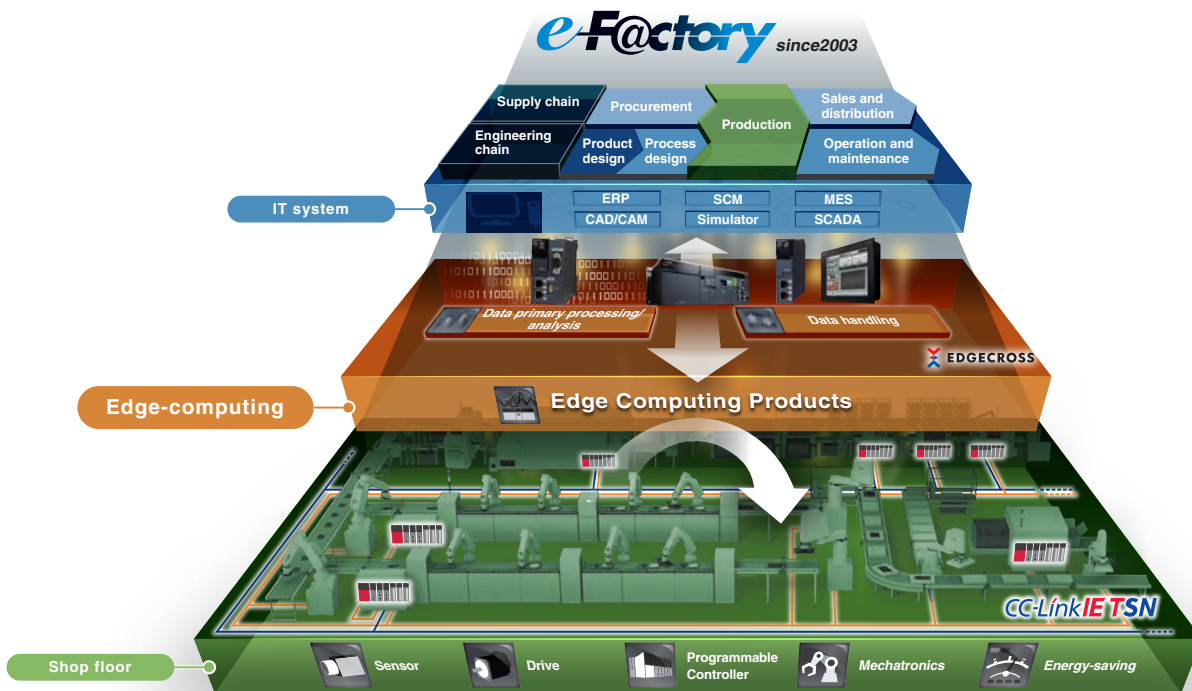 e-F@ctory since2003
Supply chain
Procurement
Production
Sales and
distribution
Engineering
chain
Product
design
Process
design
Operation and
maintenance
IT system
ERP
SCM
MES
CAD/CAM
Simulator
SCADA
Data primary processing/
analysis
Data handling
EDGECROSS
Edge-computing
Edge Computing Products
CC-Link IE TSN
Shop floor
Sensor
Drive
Programmable
Controller
Mechatronics
Energy-saving